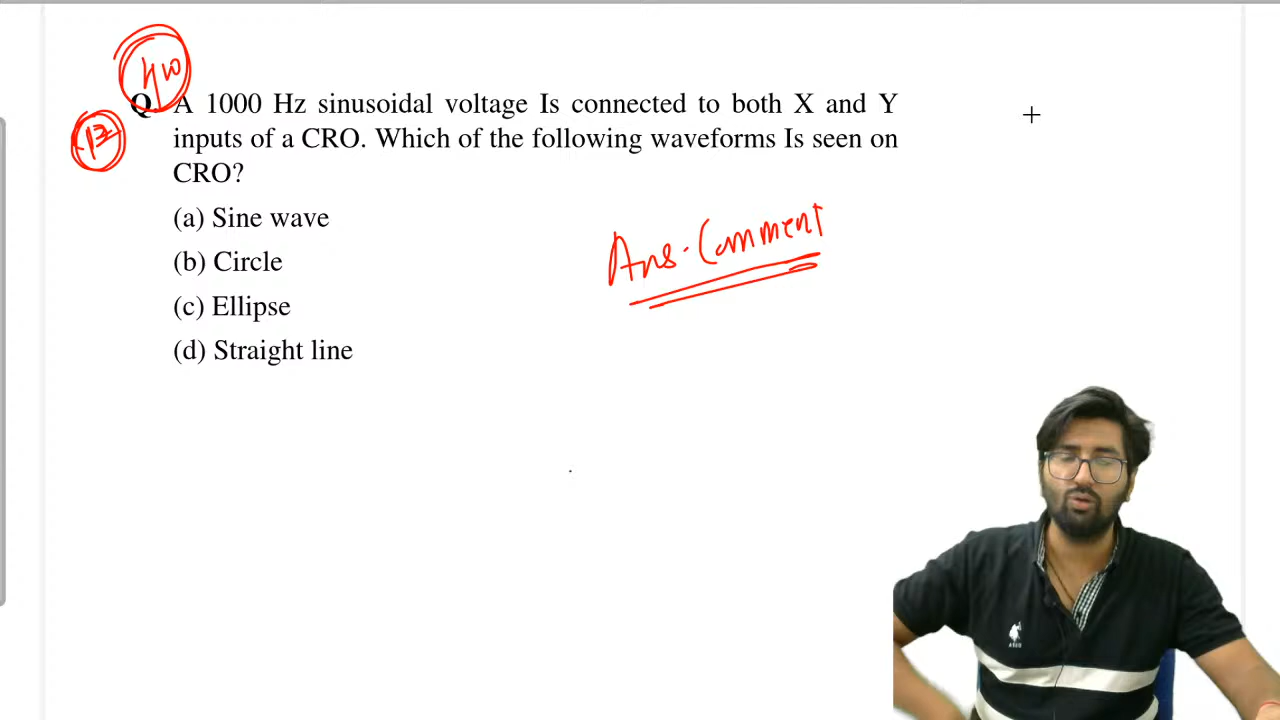 Q. A 1000 Hz sinusoidal voltage Is connected to both X and Y
inputs of a CRO. Which of the following waveforms Is seen on
CRO?
(a) Sine wave
(b) Circle
(c) Ellipse
(d) Straight line
Ans. Comment